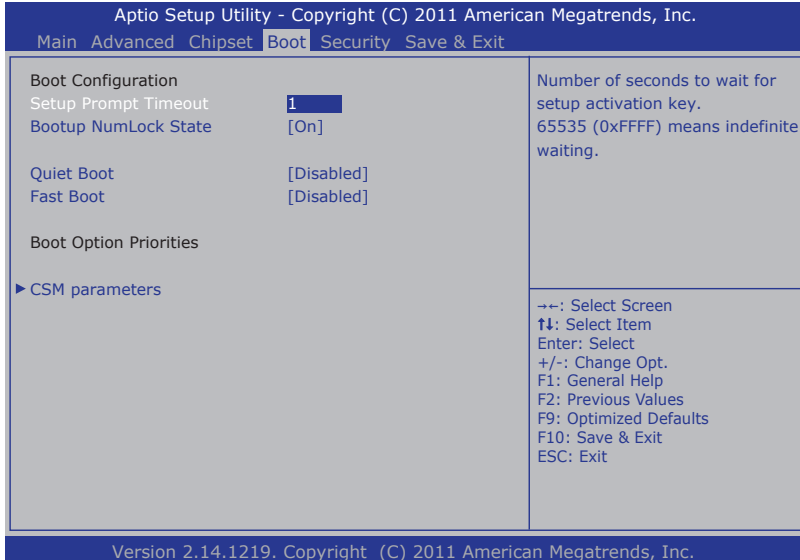 Aptio Setup Utility - Copyright (C) 2011 American Megatrends, Inc.
Main Advanced Chipset Boot Security Save & Exit
Boot Configuration
Setup Prompt Timeout 1
Bootup NumLock State [On]
Quiet Boot [Disabled]
Fast Boot [Disabled]
Boot Option Priorities
▶ CSM parameters
Number of seconds to wait for
setup activation key.
65535 (0xFFFF) means indefinite
waiting.
→←: Select Screen
↑↓: Select Item
Enter: Select
+/-: Change Opt.
F1: General Help
F2: Previous Values
F9: Optimized Defaults
F10: Save & Exit
ESC: Exit
Version 2.14.1219. Copyright (C) 2011 American Megatrends, Inc.